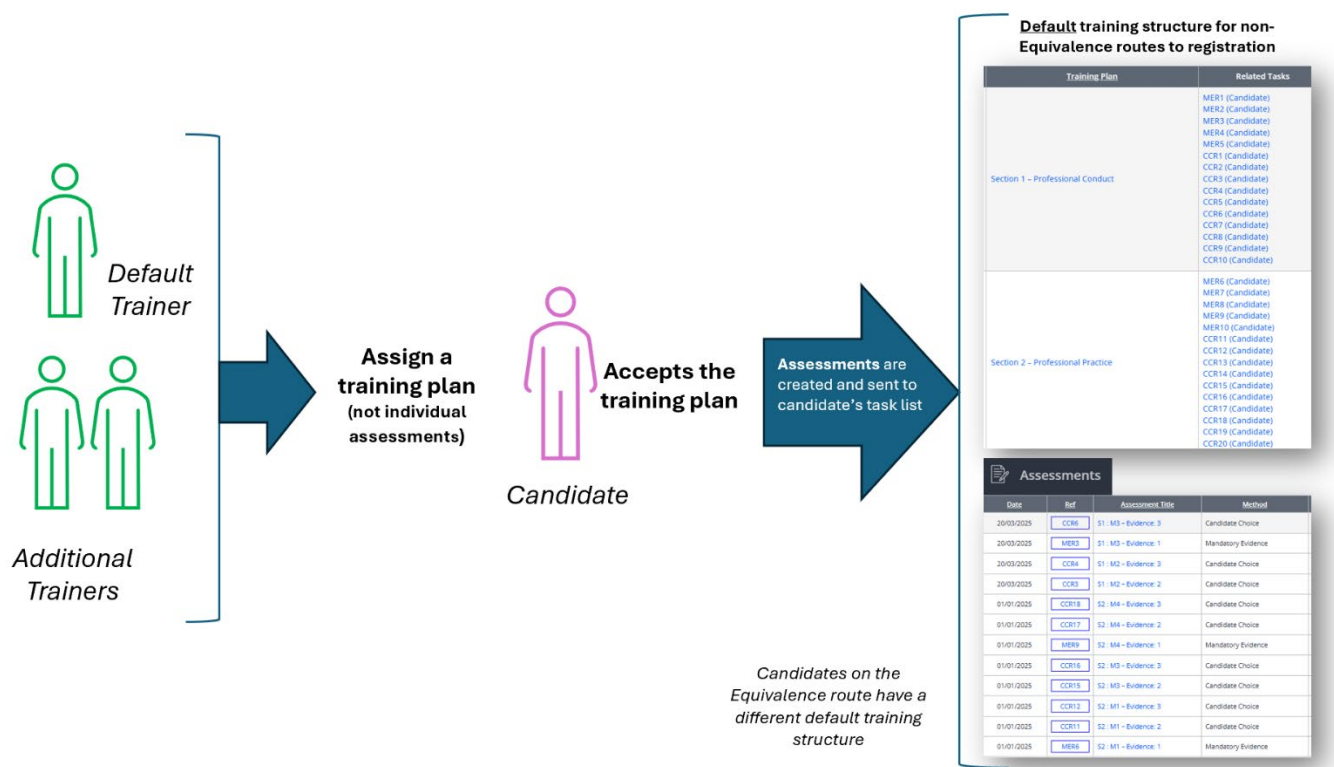 Default training structure for non-
Equivalence routes to registration
Default
Trainer
Additional
Trainers
Assign a
training plan
(not individual
assessments)
Candidate
Accepts the
training plan
Assessments are
created and sent to
candidate's task list
Candidates on the
Equivalence route have a
different default training
structure
Training Plan Related Tasks
Section 1 – Professional Conduct
MER1 (Candidate)
MER2 (Candidate)
MER3 (Candidate)
MER4 (Candidate)
MER5 (Candidate)
CCR1 (Candidate)
CCR2 (Candidate)
CCR3 (Candidate)
CCR4 (Candidate)
CCR5 (Candidate)
CCR6 (Candidate)
CCR7 (Candidate)
CCR8 (Candidate)
CCR9 (Candidate)
CCR10 (Candidate)
Section 2 – Professional Practice
MER6 (Candidate)
MER7 (Candidate)
MER8 (Candidate)
MER9 (Candidate)
MER10 (Candidate)
CCR11 (Candidate)
CCR12 (Candidate)
CCR13 (Candidate)
CCR14 (Candidate)
CCR15 (Candidate)
CCR16 (Candidate)
CCR17 (Candidate)
CCR18 (Candidate)
CCR19 (Candidate)
CCR20 (Candidate)
Assessments
Date Ref Assessment Title Method
20/03/2025 CCR6 S1 : M3 – Evidence: 3 Candidate Choice
20/03/2025 MER3 S1 : M3 – Evidence: 1 Mandatory Evidence
20/03/2025 CCR4 S1 : M2 – Evidence: 3 Candidate Choice
20/03/2025 CCR3 S1 : M2 – Evidence: 2 Candidate Choice
01/01/2025 CCR18 S2 : M4 – Evidence: 3 Candidate Choice
01/01/2025 CCR17 S2 : M4 – Evidence: 2 Candidate Choice
01/01/2025 MER9 S2 : M4 – Evidence: 1 Mandatory Evidence
01/01/2025 CCR16 S2 : M3 – Evidence: 3 Candidate Choice
01/01/2025 CCR15 S2 : M3 – Evidence: 2 Candidate Choice
01/01/2025 CCR12 S2 : M1 – Evidence: 3 Candidate Choice
01/01/2025 CCR11 S2 : M1 – Evidence: 2 Candidate Choice
01/01/2025 MER6 S2 : M1 – Evidence: 1 Mandatory Evidence